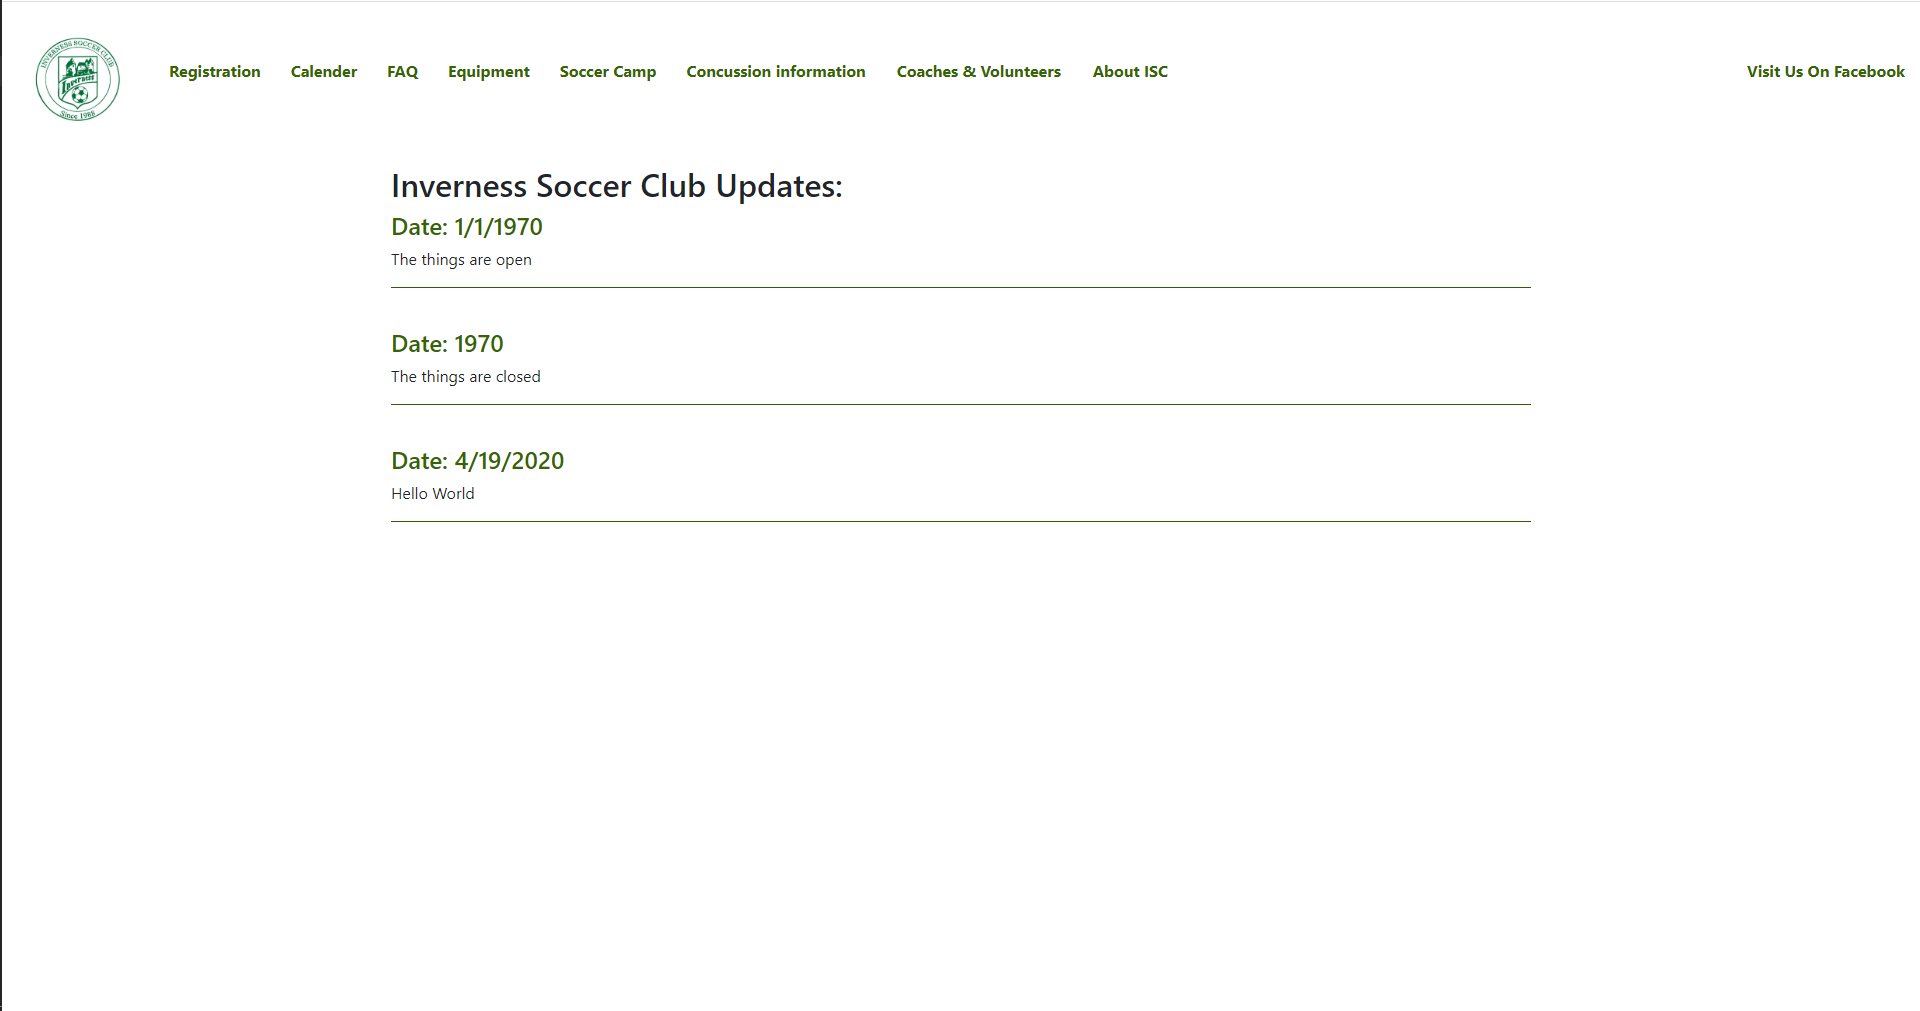 INVERNESS SOCCER CLUB
Inverness
Since 1988
Registration Calender FAQ Equipment Soccer Camp Concussion information Coaches & Volunteers About ISC Visit Us On Facebook
Inverness Soccer Club Updates:
Date: 1/1/1970
The things are open
Date: 1970
The things are closed
Date: 4/19/2020
Hello World